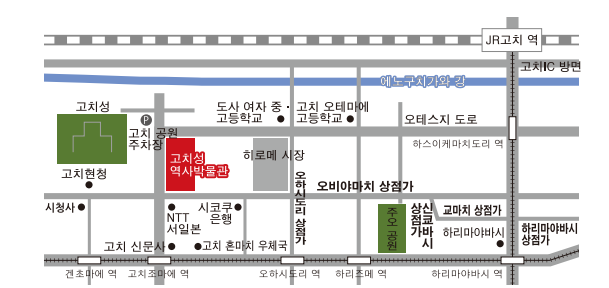 JR고치 역
고치IC 방면
에노구치가와 강
고치성
도사 여자 중·
고등학교
고치 오테마에
고등학교
오테스지 도로
P
고치 공원
주차장
하스이케마치도리 역
고치성
역사박물관
히로메 시장
고치현청
오하시도리 상점가
오비야마치 상점가
시청사
NTT
서일본
시코쿠
은행
주오 공원
신쿄바시
상점가
교마치 상점가
하리마야바시
하리마야바시
상점가
고치 신문사
고치 혼마치 우체국
겐초마에 역
고치조마에 역
오하시도리 역
하리즈메 역
하리마야바시 역